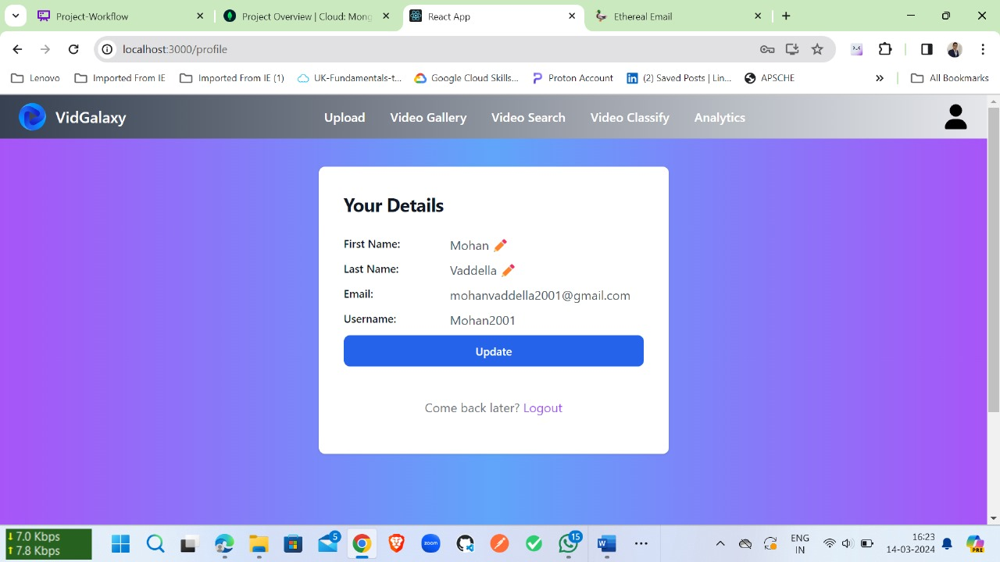 Project-Workflow
Project Overview | Cloud: Mong
React App
Ethereal Email
localhost:3000/profile
Lenovo
Imported From IE
Imported From IE (1)
UK-Fundamentals-t...
Google Cloud Skills...
Proton Account
(2) Saved Posts | Lin...
APSCHE
»
All Bookmarks
VidGalaxy
Upload
Video Gallery
Video Search
Video Classify
Analytics
Your Details
First Name: Mohan
Last Name: Vaddella
Email: mohanvaddella2001@gmail.com
Username: Mohan2001
Update
Come back later? Logout
7.0 Kbps
7.8 Kbps
5
zoom
15
ENG
IN
16:23
14-03-2024
PRE